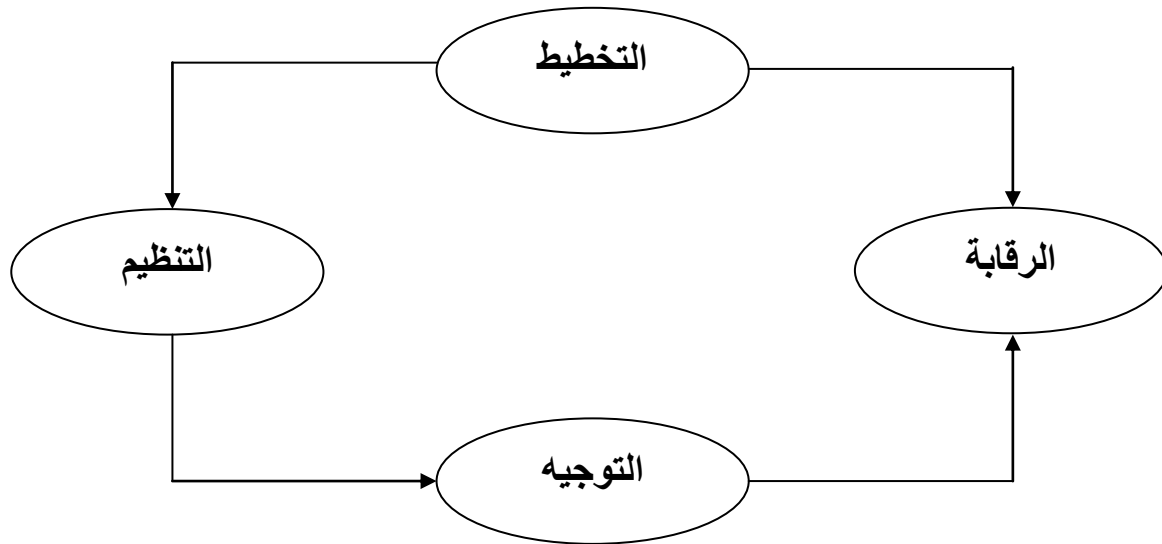 التخطيط
الرقابة
التنظيم
التوجيه